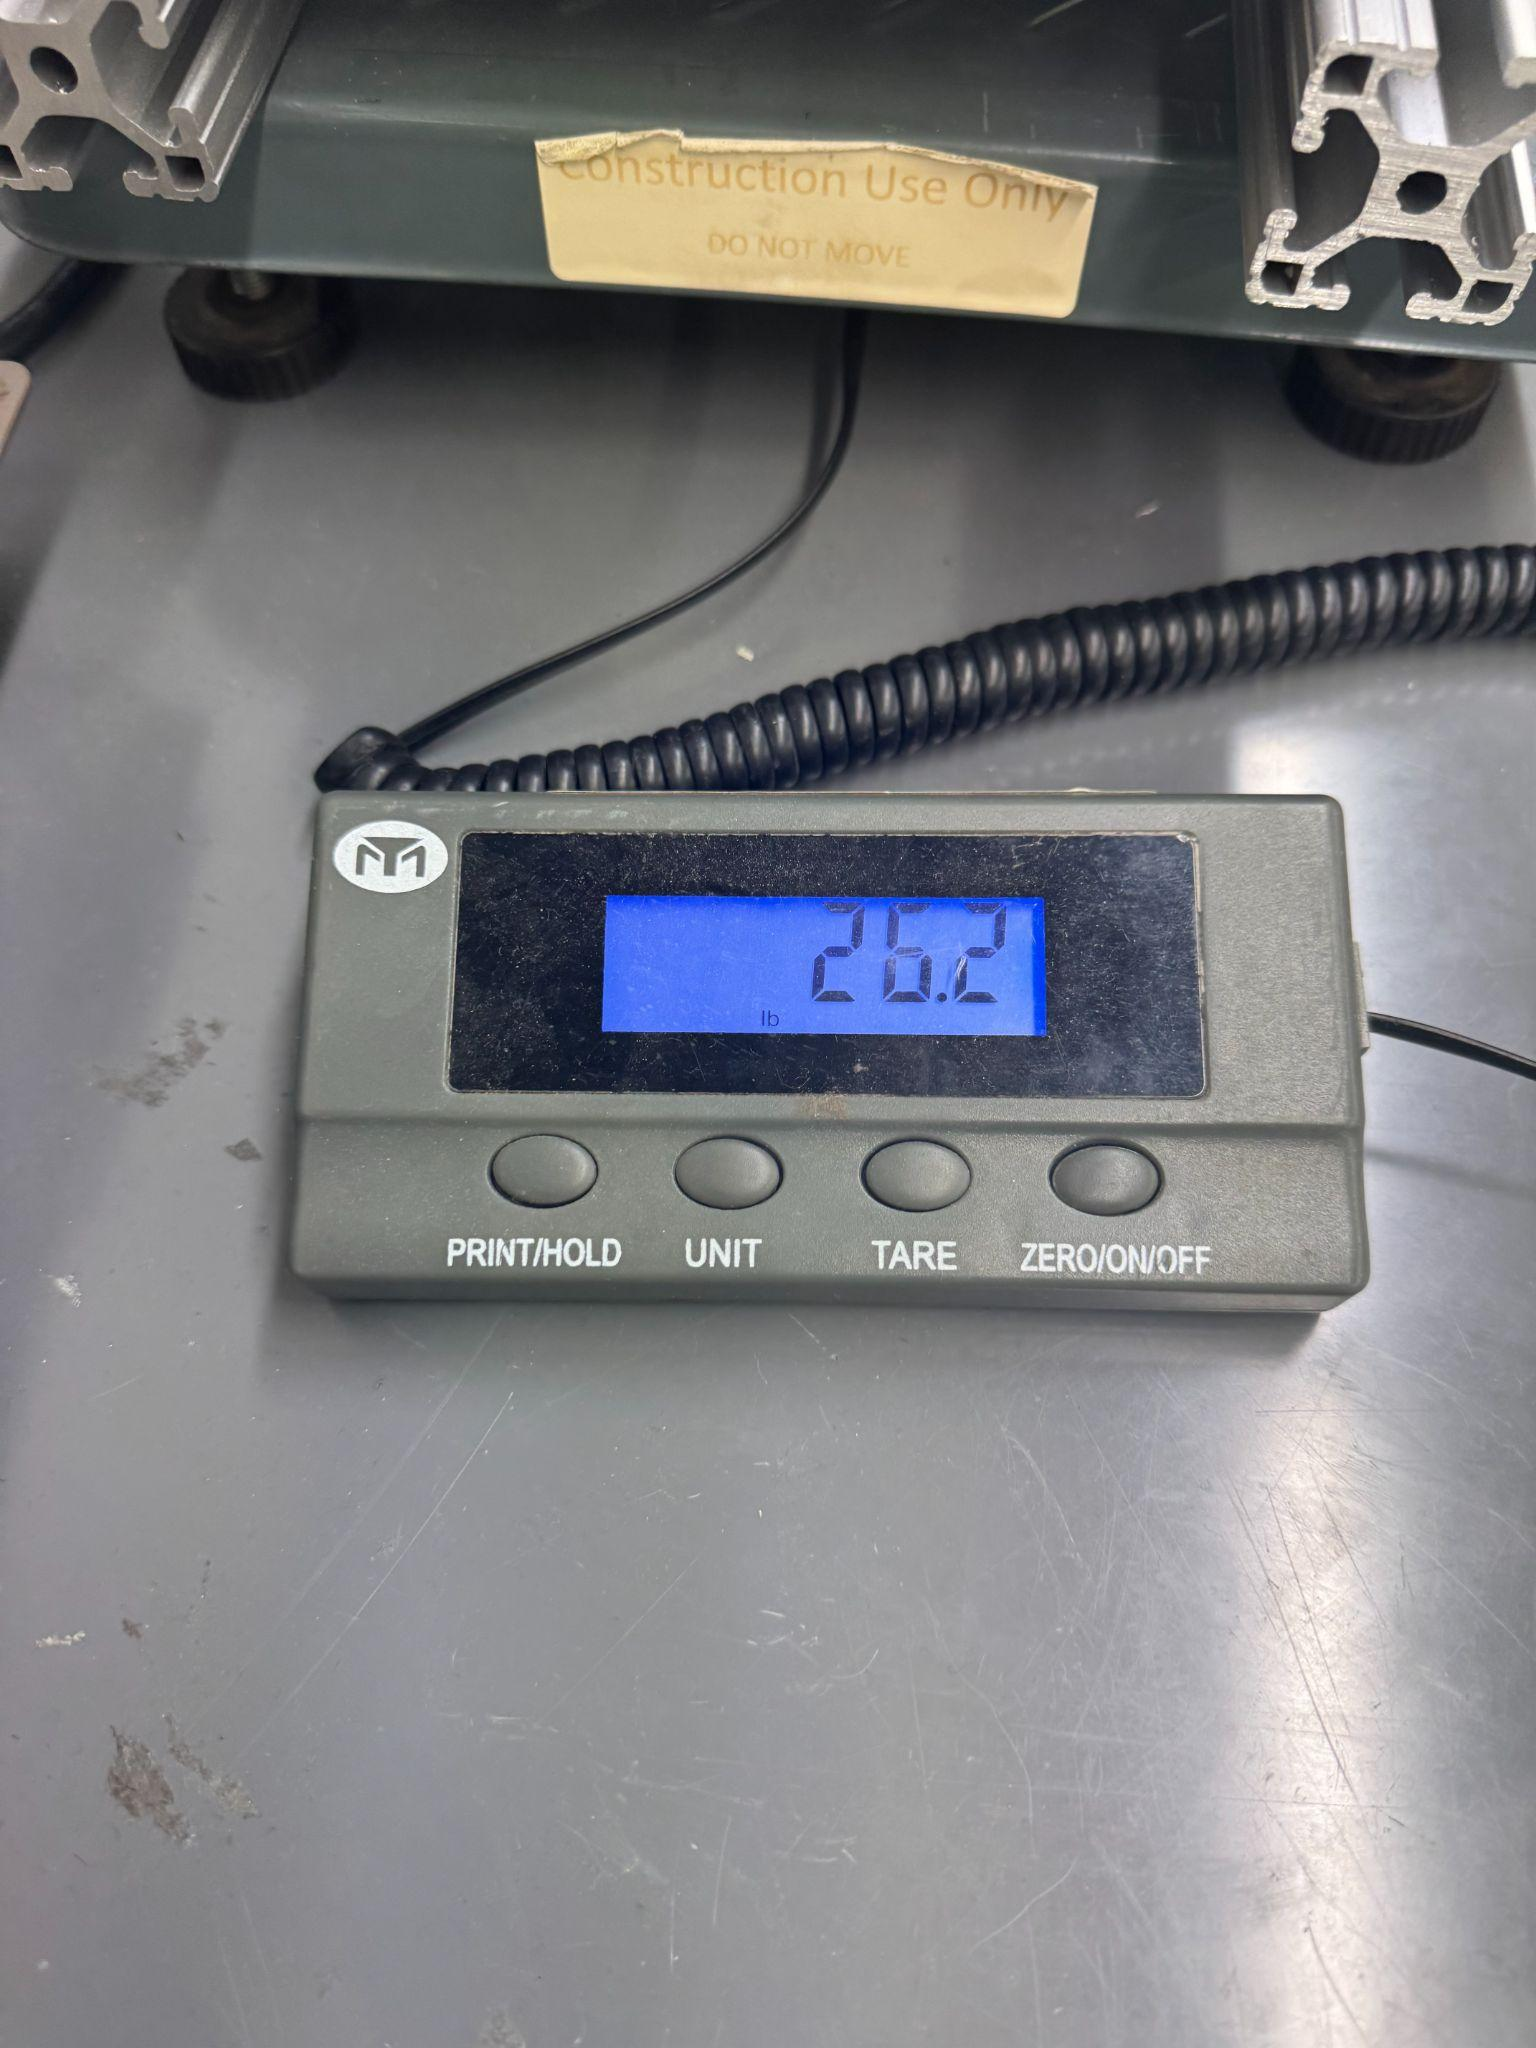 Construction Use Only
DO NOT MOVE
26.2
lb
PRINT/HOLD UNIT TARE ZERO/ON/OFF